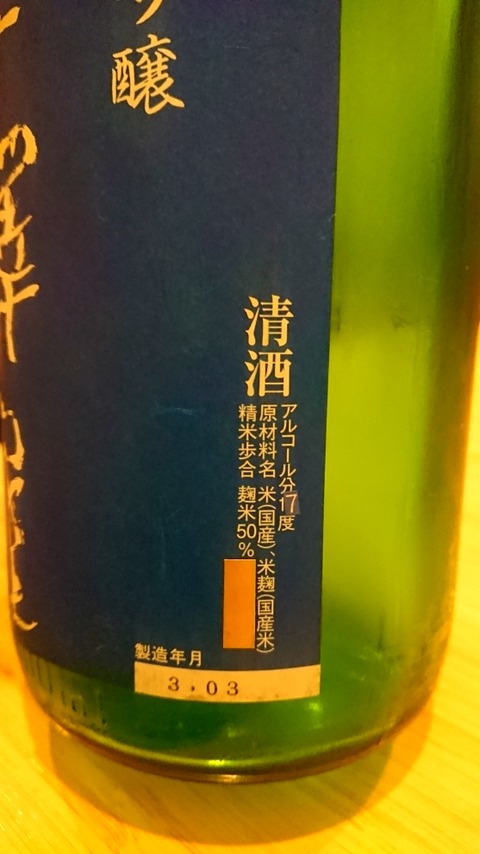 醸
清酒
アルコール分17度
原材料名 米(国産)、米麹(国産米)
精米歩合 麹米50%
製造年月
3.03